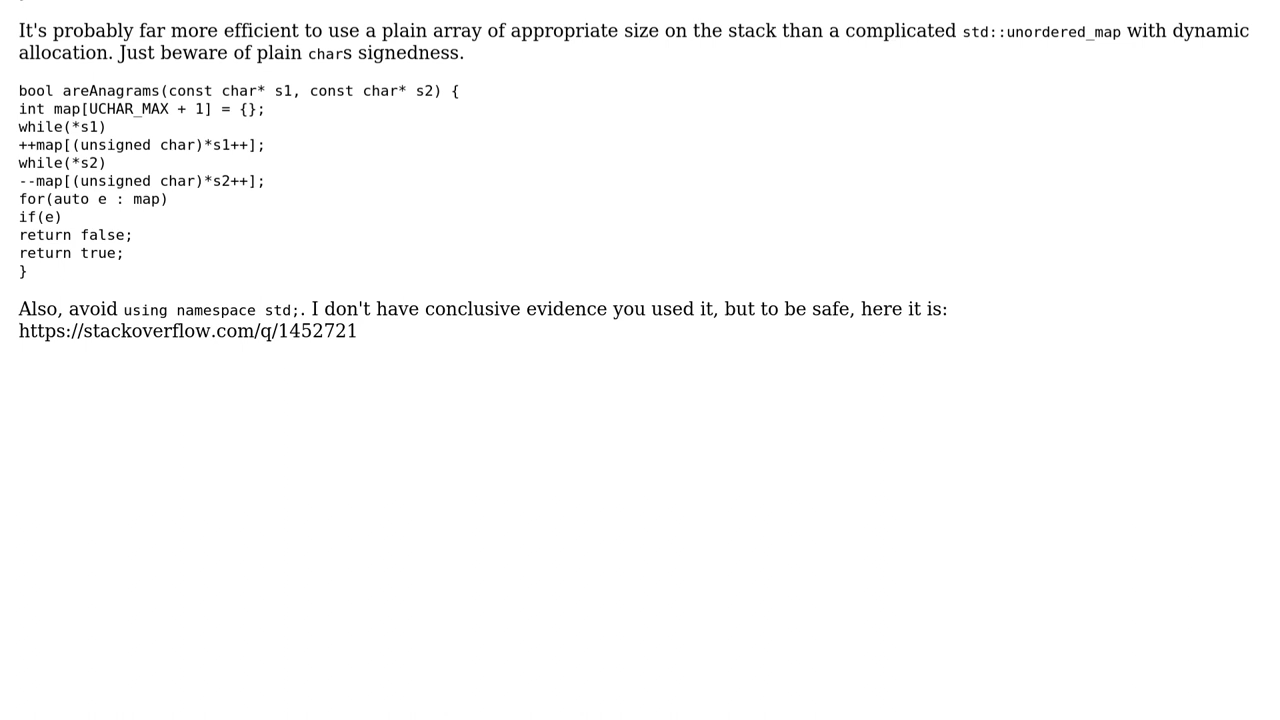 It's probably far more efficient to use a plain array of appropriate size on the stack than a complicated std::unordered_map with dynamic
allocation. Just beware of plain chars signedness.
bool areAnagrams(const char* s1, const char* s2) {
int map[UCHAR_MAX + 1] = {};
while(*s1)
++map[(unsigned char)*s1++];
while(*s2)
--map[(unsigned char)*s2++];
for(auto e : map)
if(e)
return false;
return true;
}
Also, avoid using namespace std;. I don't have conclusive evidence you used it, but to be safe, here it is:
https://stackoverflow.com/q/1452721